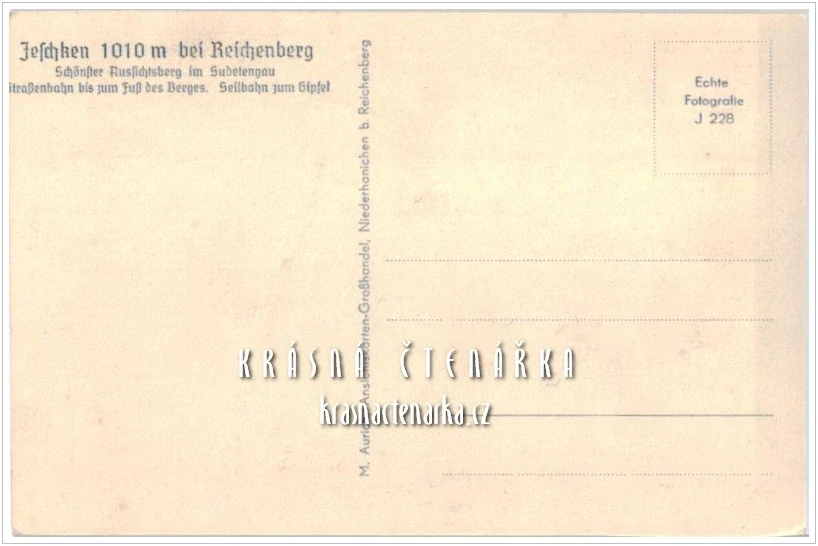 Jeschken 1010 m bei Reichenberg
Schönster Aussichtsberg im Sudetengau
Straßenbahn bis zum Fuß des Berges. Seilbahn zum Gipfel
M. Ansichtskarten-Großhandel, Niederhanichen b. Reichenberg
Echte
Fotografie
J 228
KRÁSNÁ ČTENÁŘKA
krasnactenarka.cz